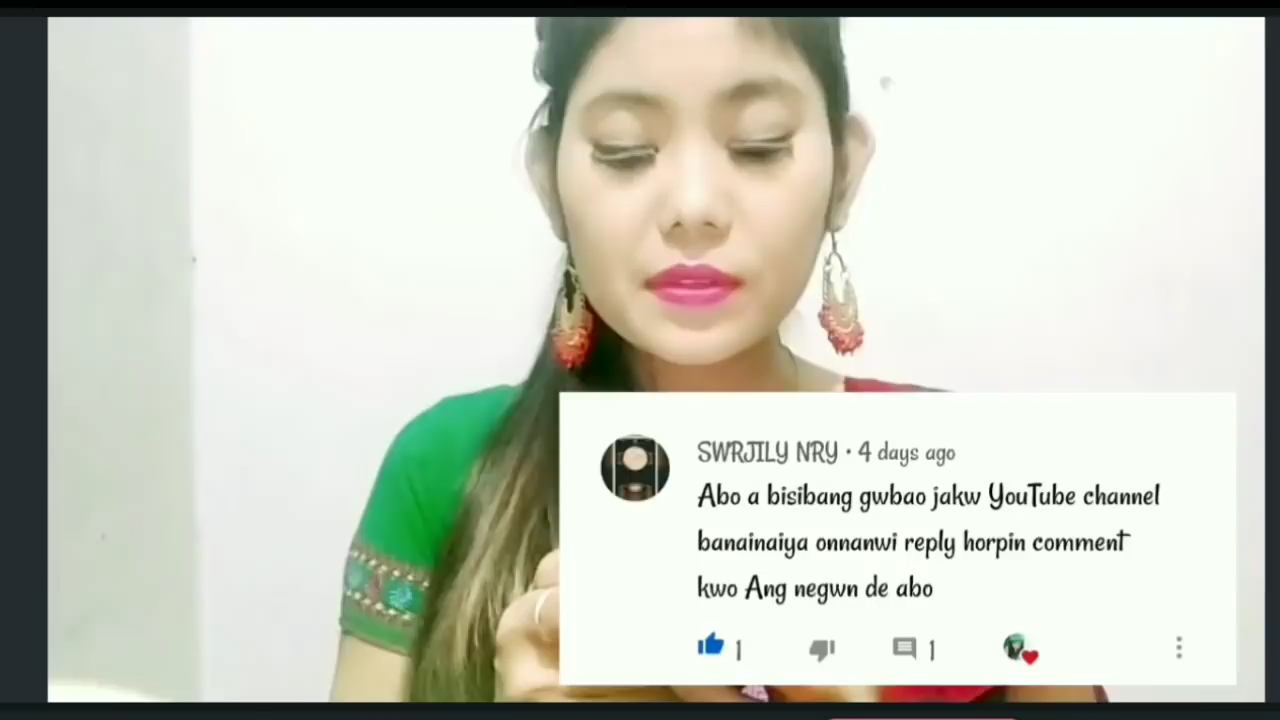 SWRJILY NRY · 4 days ago
Abo a bisibang gwbao jakw YouTube channel
banainaiya onnanwi reply horpin comment
kwo Ang negwn de abo
1 1